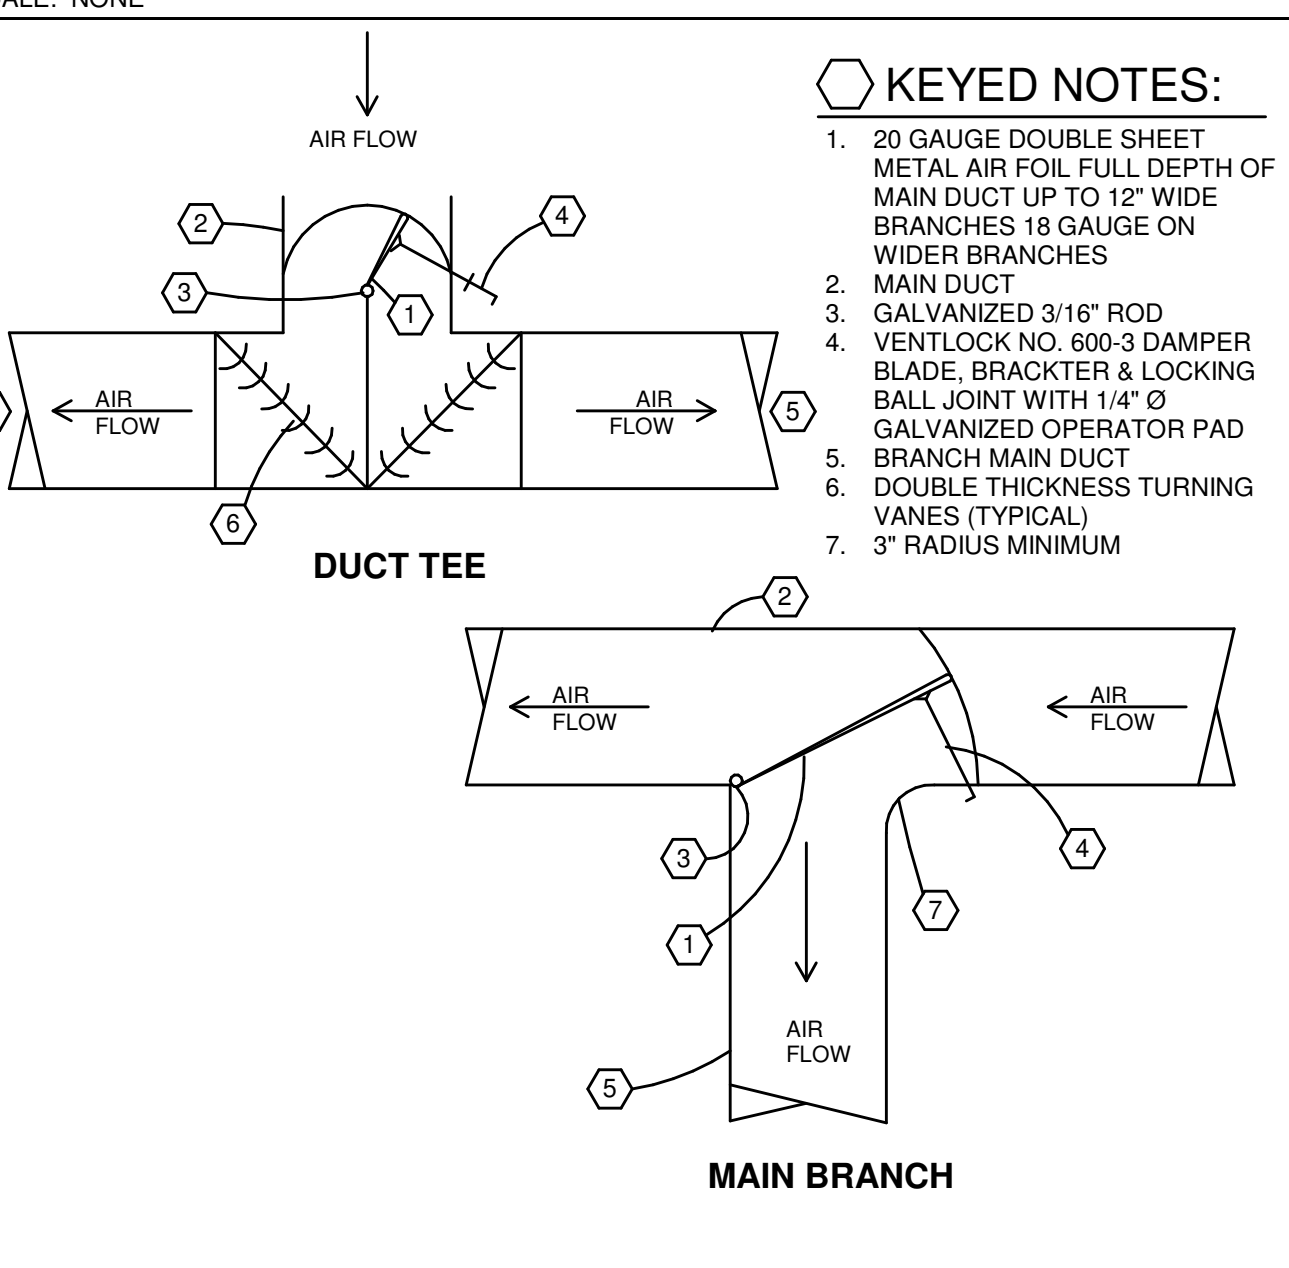 SCALE: NONE
AIR FLOW
KEYED NOTES:
1. 20 GAUGE DOUBLE SHEET
METAL AIR FOIL FULL DEPTH OF
MAIN DUCT UP TO 12" WIDE
BRANCHES 18 GAUGE ON
WIDER BRANCHES
2. MAIN DUCT
3. GALVANIZED 3/16" ROD
4. VENTLOCK NO. 600-3 DAMPER
BLADE, BRACKTER & LOCKING
BALL JOINT WITH 1/4" Ø
GALVANIZED OPERATOR PAD
5. BRANCH MAIN DUCT
6. DOUBLE THICKNESS TURNING
VANES (TYPICAL)
7. 3" RADIUS MINIMUM
2
4
3
1
AIR
FLOW
AIR
FLOW
5
6
DUCT TEE
2
AIR
FLOW
AIR
FLOW
3
4
7
1
AIR
FLOW
5
MAIN BRANCH